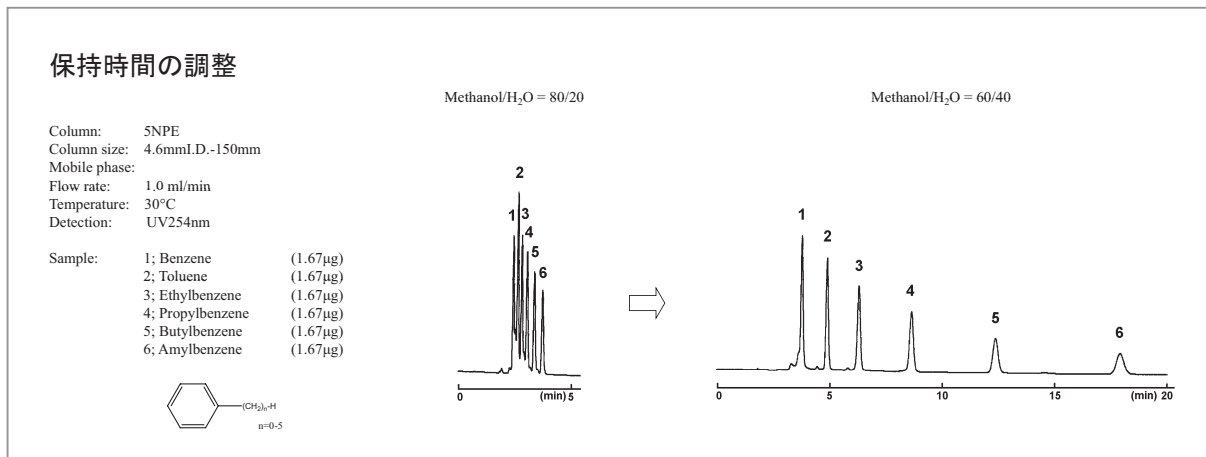 保持時間の調整
Methanol/H₂O = 80/20
Methanol/H₂O = 60/40
Column: 5NPE
Column size: 4.6mmI.D.-150mm
Mobile phase:
Flow rate: 1.0 ml/min
Temperature: 30°C
Detection: UV254nm
Sample: 1; Benzene (1.67μg)
2; Toluene (1.67μg)
3; Ethylbenzene (1.67μg)
4; Propylbenzene (1.67μg)
5; Butylbenzene (1.67μg)
6; Amylbenzene (1.67μg)
(CH₂)n-H
n=0-5
2
1 3
4
5
6
0 (min) 5
1
2
3
4
5
6
0 5 10 15 (min) 20